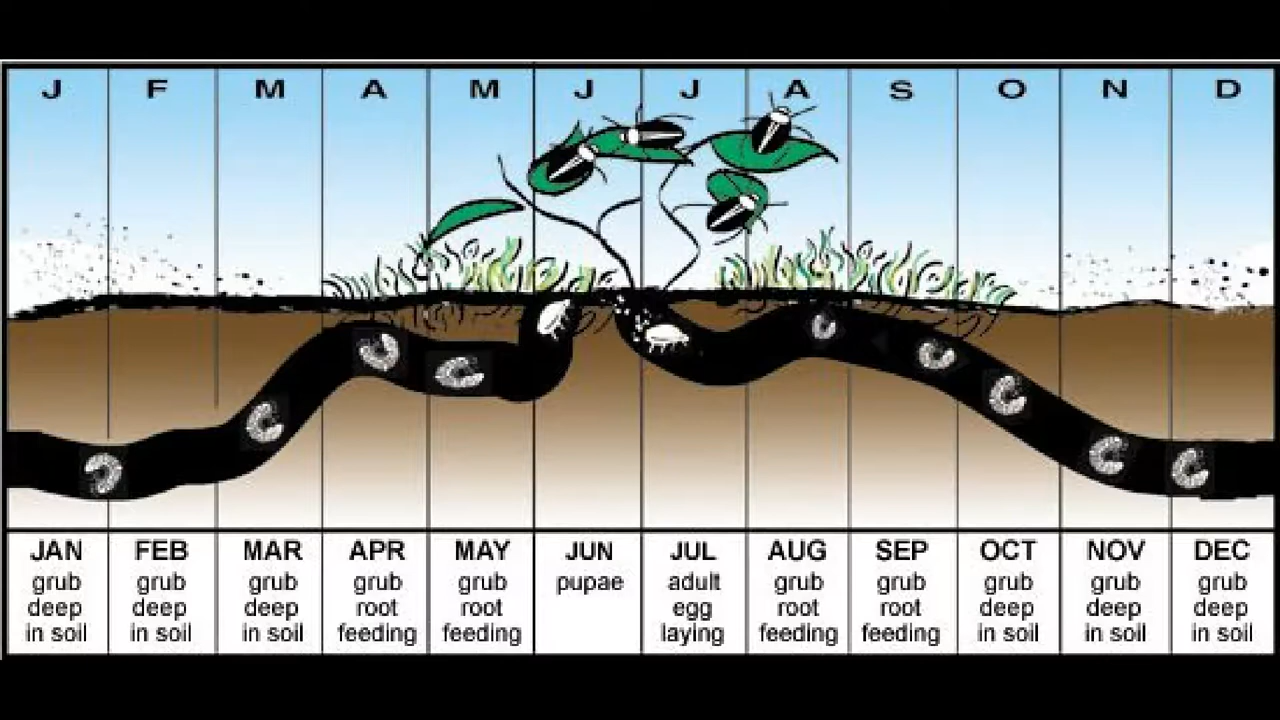 J F M A M J J A S O N D
JAN
grub
deep
in soil
FEB
grub
deep
in soil
MAR
grub
deep
in soil
APR
grub
root
feeding
MAY
grub
root
feeding
JUN
pupae
JUL
adult
egg
laying
AUG
grub
root
feeding
SEP
grub
root
feeding
OCT
grub
deep
in soil
NOV
grub
deep
in soil
DEC
grub
deep
in soil